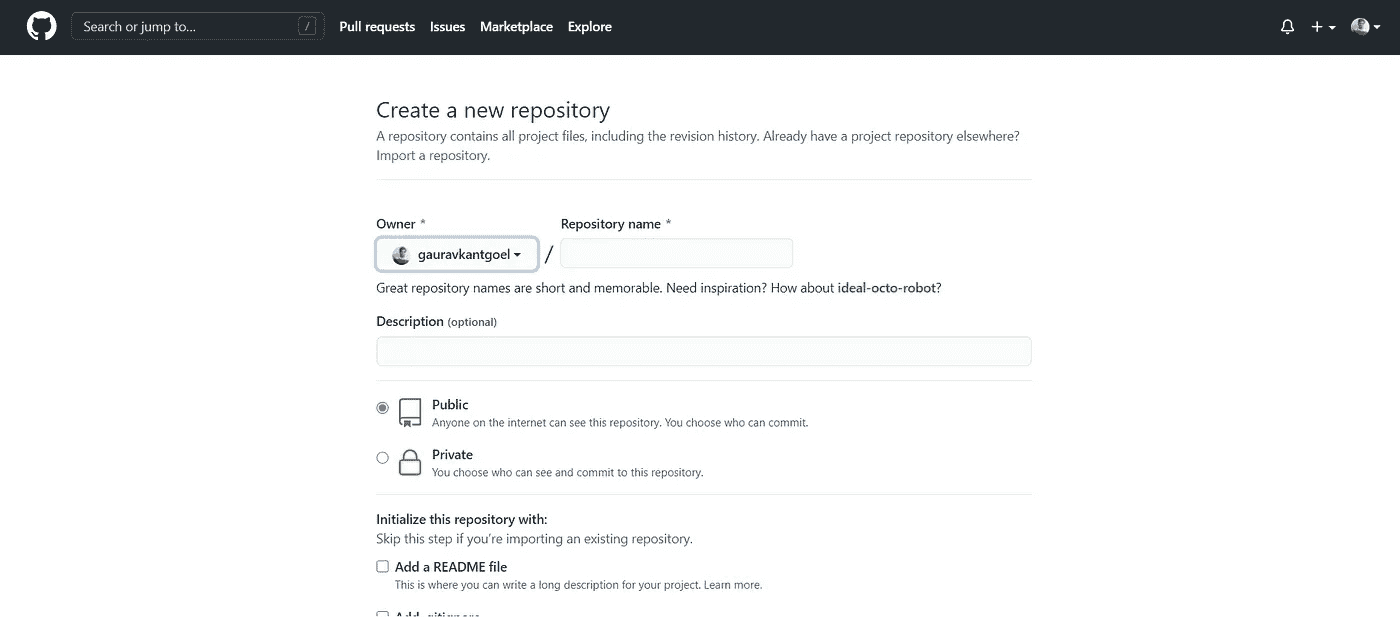 Search or jump to... /
Pull requests
Issues
Marketplace
Explore
Create a new repository
A repository contains all project files, including the revision history. Already have a project repository elsewhere?
Import a repository.
Owner *
Repository name *
gauravkantgoel
/
Great repository names are short and memorable. Need inspiration? How about ideal-octo-robot?
Description (optional)
Public
Anyone on the internet can see this repository. You choose who can commit.
Private
You choose who can see and commit to this repository.
Initialize this repository with:
Skip this step if you're importing an existing repository.
Add a README file
This is where you can write a long description for your project. Learn more.
Add .gitignore